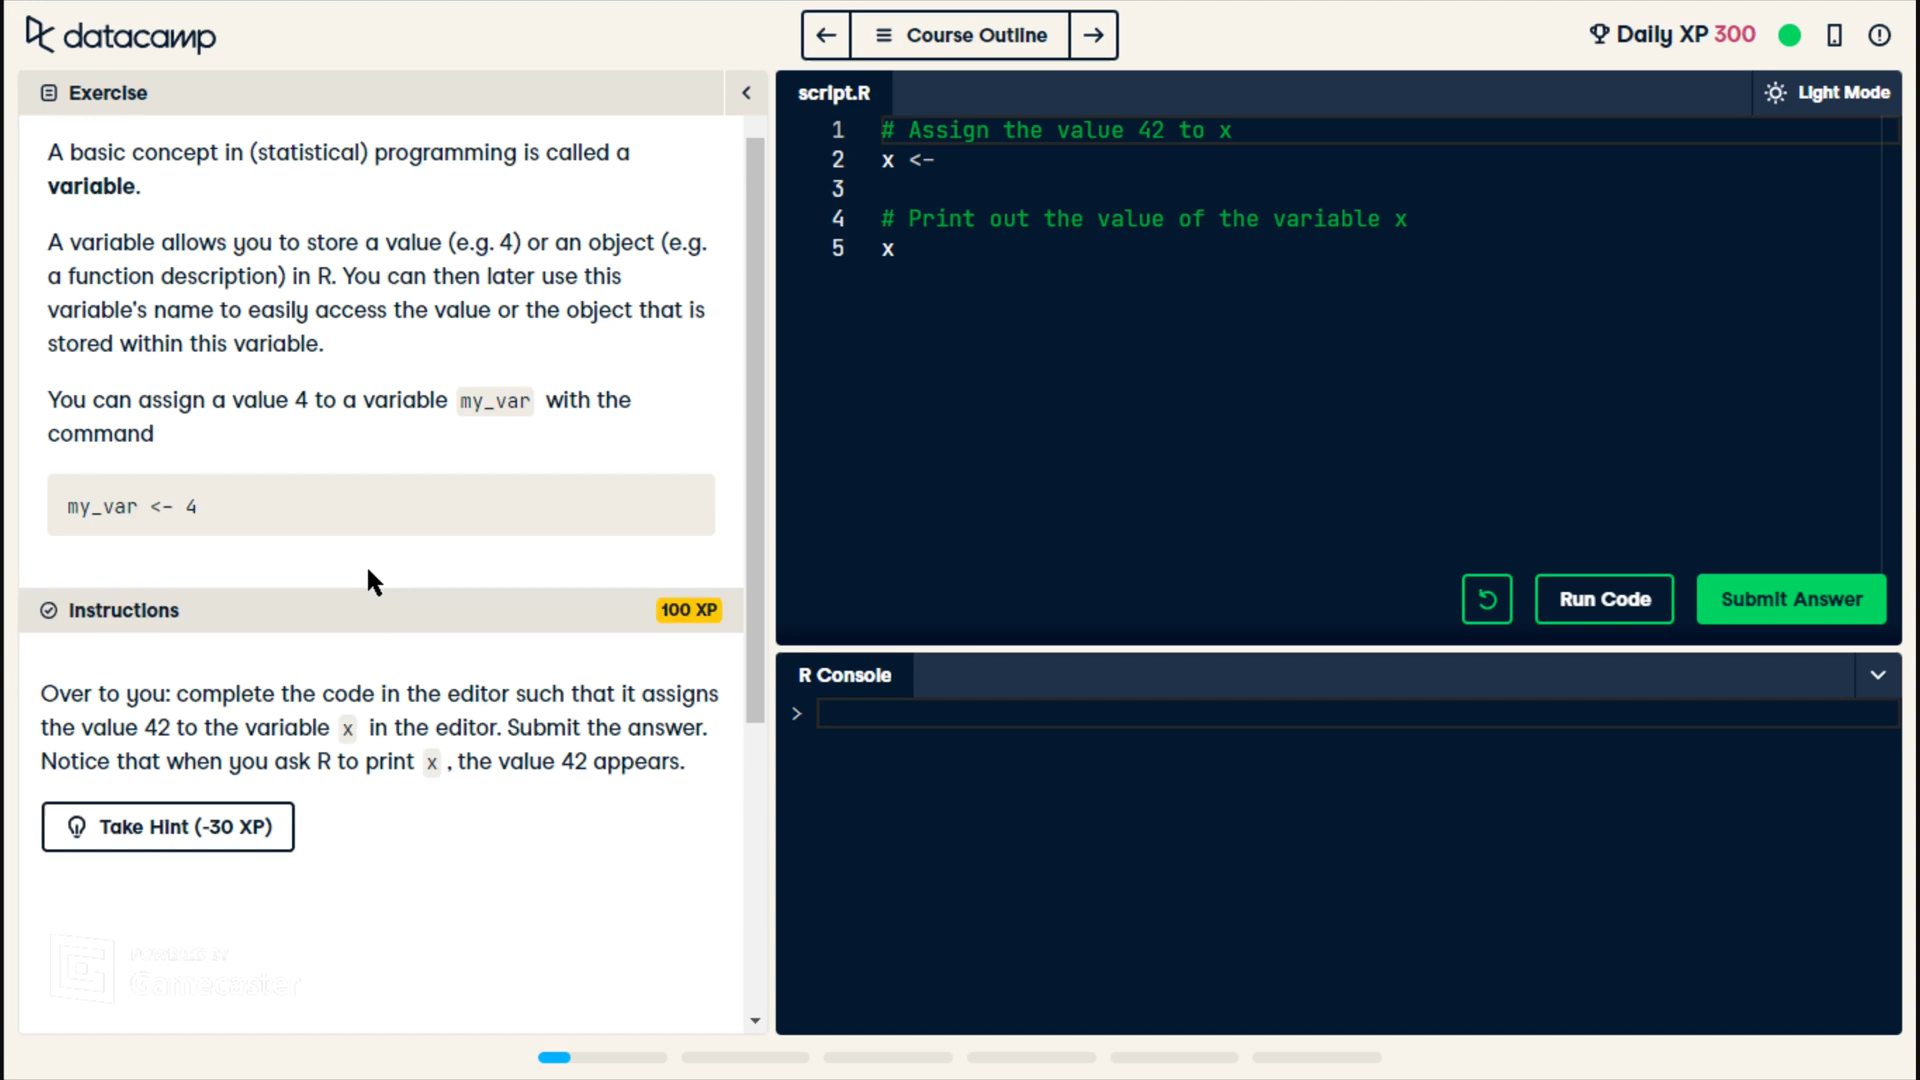 datacamp
Course Outline
Daily XP 300
Exercise
script.R
Light Mode
A basic concept in (statistical) programming is called a
variable.
A variable allows you to store a value (e.g. 4) or an object (e.g.
a function description) in R. You can then later use this
variable's name to easily access the value or the object that is
stored within this variable.
You can assign a value 4 to a variable my_var with the
command
my_var <- 4
Instructions
100 XP
Over to you: complete the code in the editor such that it assigns
the value 42 to the variable x in the editor. Submit the answer.
Notice that when you ask R to print x , the value 42 appears.
Take Hint (-30 XP)
POWERED BY
Gamecaster
1 # Assign the value 42 to x
2 x <-
3
4 # Print out the value of the variable x
5 x
Run Code
Submit Answer
R Console
>